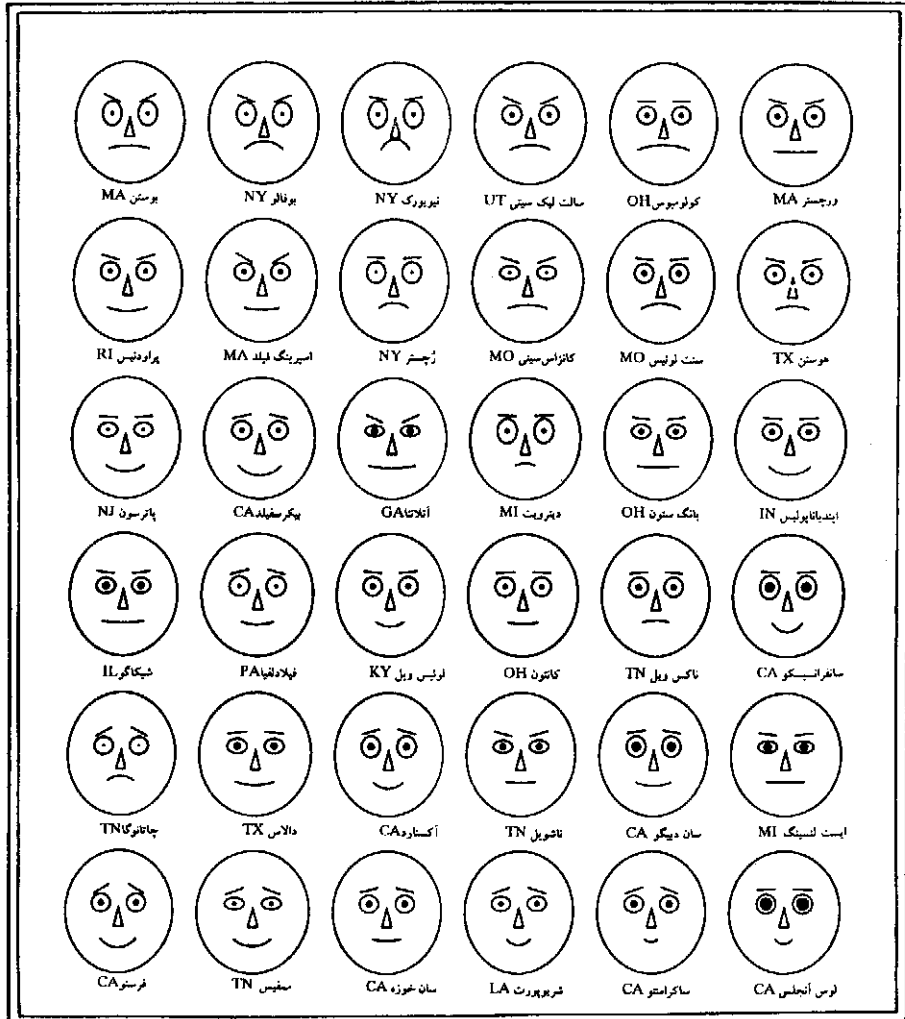 بوستن MA بوفالو NY نیویورک NY سالت لیک سیتی UT کولومبوس OH ورچستر MA
پراودنیس RI اسپرینگ فیلد MA رُچستر NY کانزاس‌سیتی MO سنت لوئیس MO هوستن TX
پاترسون NJ بیکرسفیلد CA آتلانتا GA دیترویت MI یانگ ستون OH ایندیاناپولیس IN
شیکاگو IL فیلادلفیا PA لوئیس ویل KY کانتون OH ناکس ویل TN سانفرانسیسکو CA
چاتانوگا TN دالاس TX آکسنارد CA ناشویل TN سان دییگو CA ایست لنسینگ MI
فرسنو CA ممفیس TN سان خوزه CA شریوپورت LA ساکرامنتو CA لوس آنجلس CA